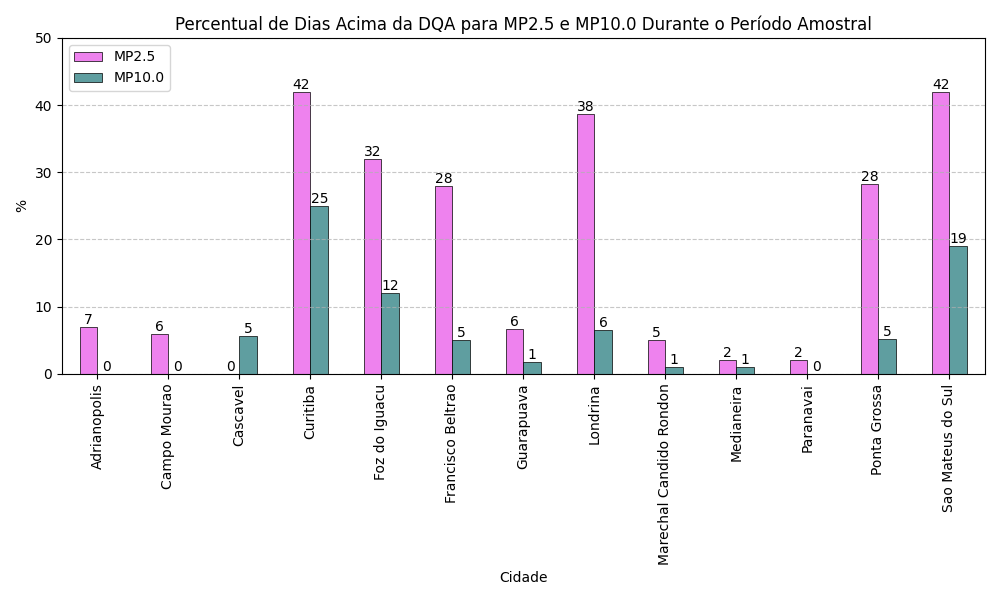 Percentual de Dias Acima da DQA para MP2.5 e MP10.0 Durante o Período Amostral
MP2.5
MP10.0
%
50
40
30
20
10
0
7
0
6
0
0
5
42
25
32
12
28
5
6
1
38
6
5
1
2
1
2
0
28
5
42
19
Adrianopolis
Campo Mourao
Cascavel
Curitiba
Foz do Iguacu
Francisco Beltrao
Guarapuava
Londrina
Marechal Candido Rondon
Medianeira
Paranavai
Ponta Grossa
Sao Mateus do Sul
Cidade